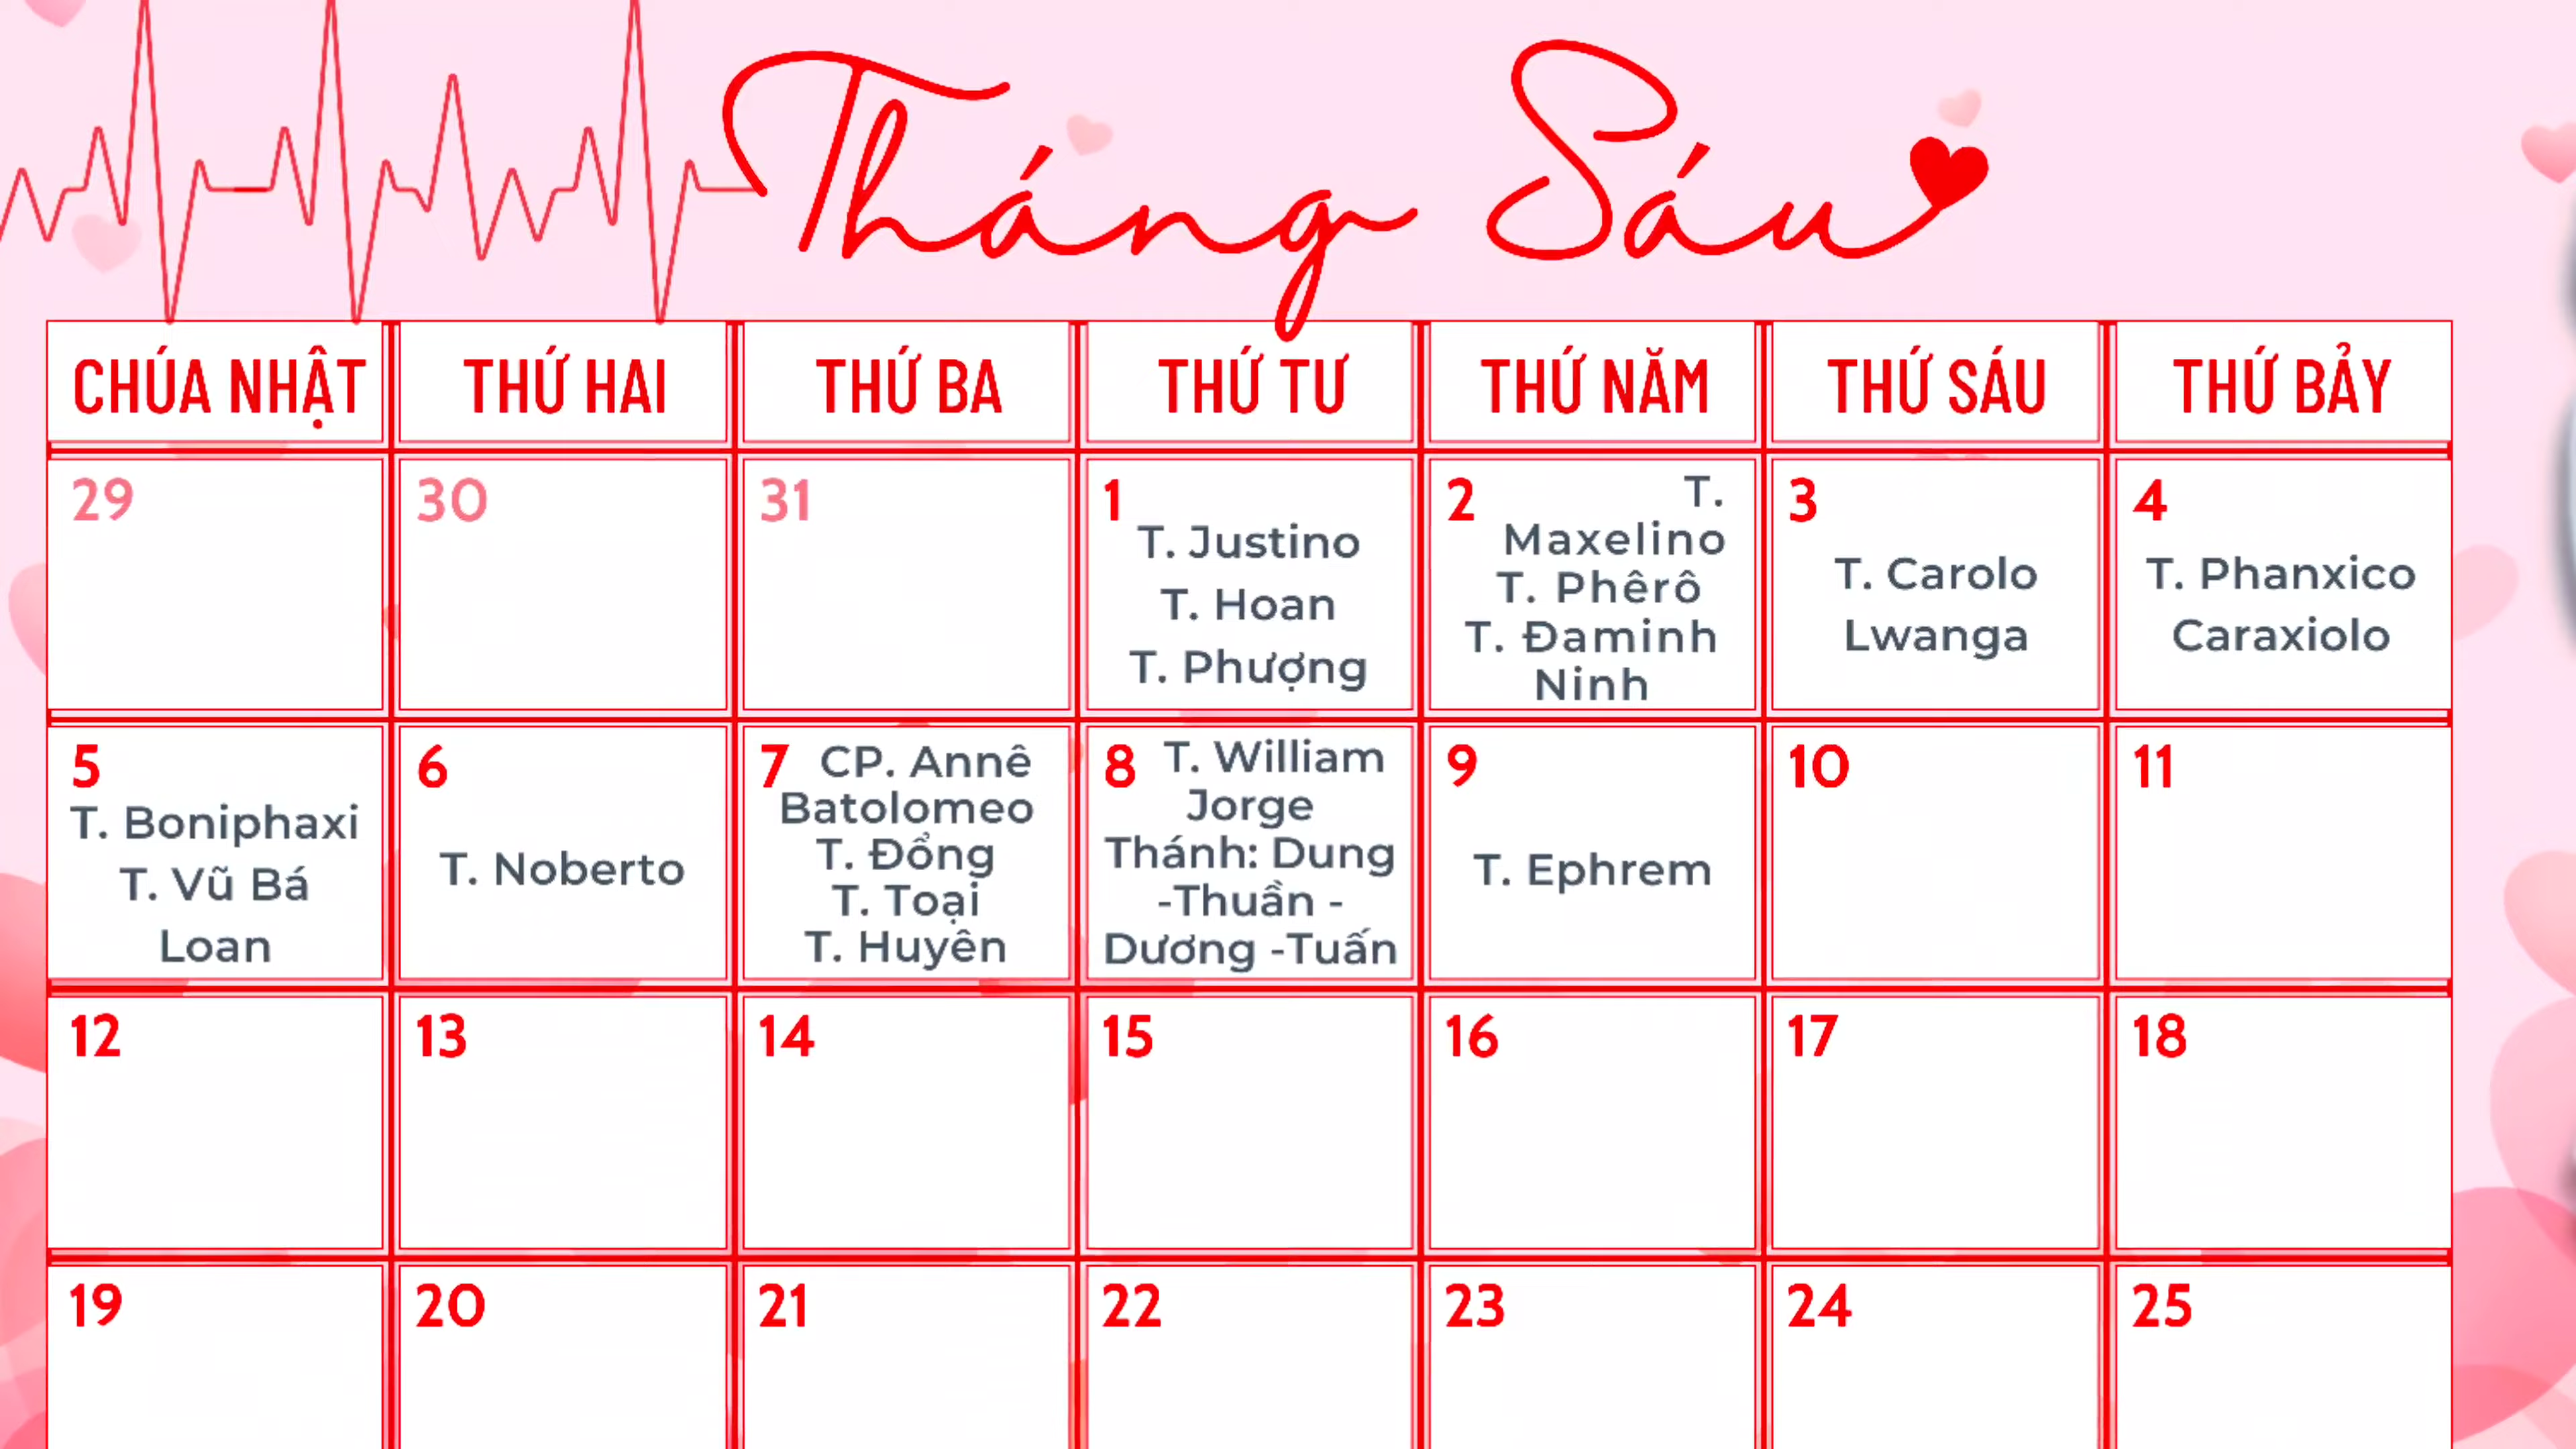 Tháng Sáu
CHÚA NHẬT THỨ HAI THỨ BA THỨ TƯ THỨ NĂM THỨ SÁU THỨ BẢY
29
30
31
1
T. Justino
T. Hoan
T. Phượng
2
T.
Maxelino
T. Phêrô
T. Đaminh
Ninh
3
T. Carolo
Lwanga
4
T. Phanxico
Caraxiolo
5
T. Boniphaxi
T. Vũ Bá
Loan
6
T. Noberto
7 CP. Annê
Batolomeo
T. Đổng
T. Toại
T. Huyên
8 T. William
Jorge
Thánh: Dung
-Thuần -
Dương -Tuấn
9
T. Ephrem
10
11
12
13
14
15
16
17
18
19
20
21
22
23
24
25